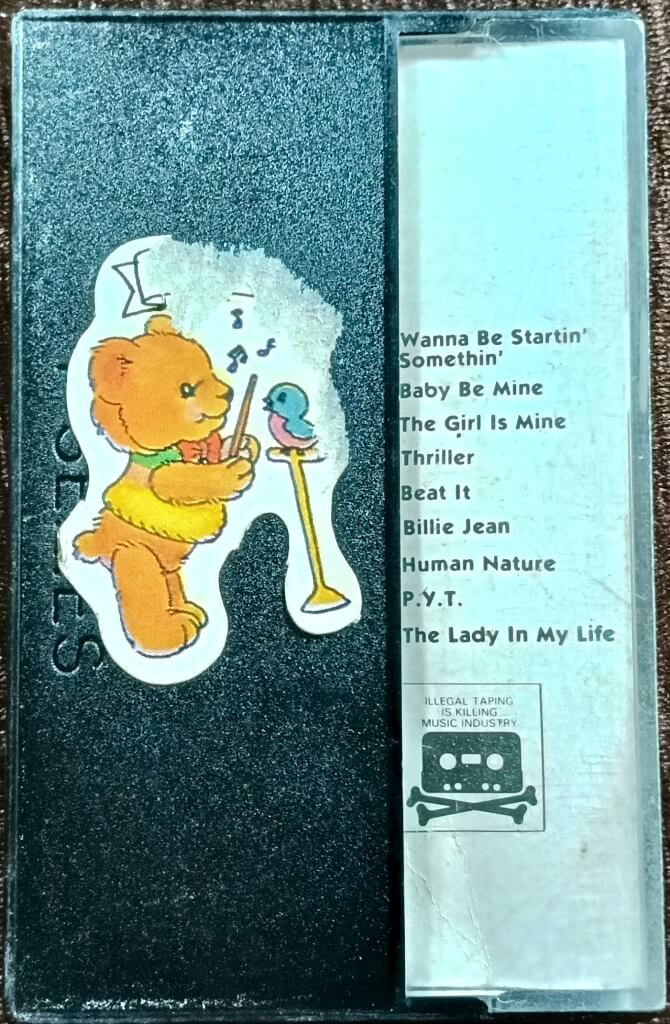 Wanna Be Startin'
Somethin'
Baby Be Mine
The Girl Is Mine
Thriller
Beat It
Billie Jean
Human Nature
P.Y.T.
The Lady In My Life
ILLEGAL TAPING
IS KILLING
MUSIC INDUSTRY